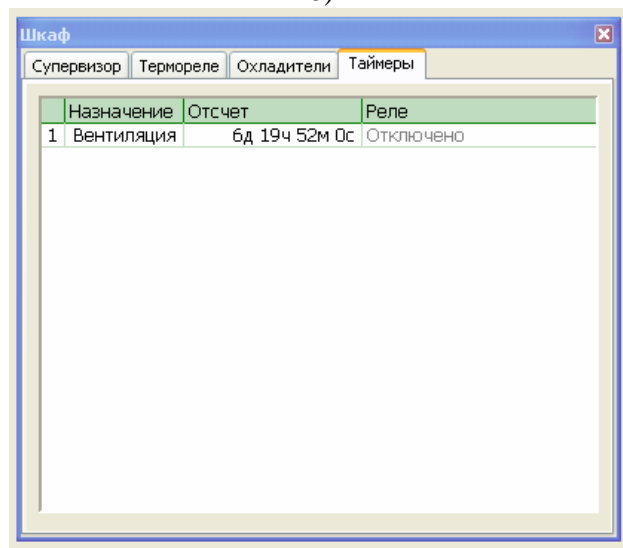 Шкаф
Супервизор Термореле Охладители Таймеры
Назначение Отсчет Реле
1 Вентиляция 6д 19ч 52м 0с Отключено